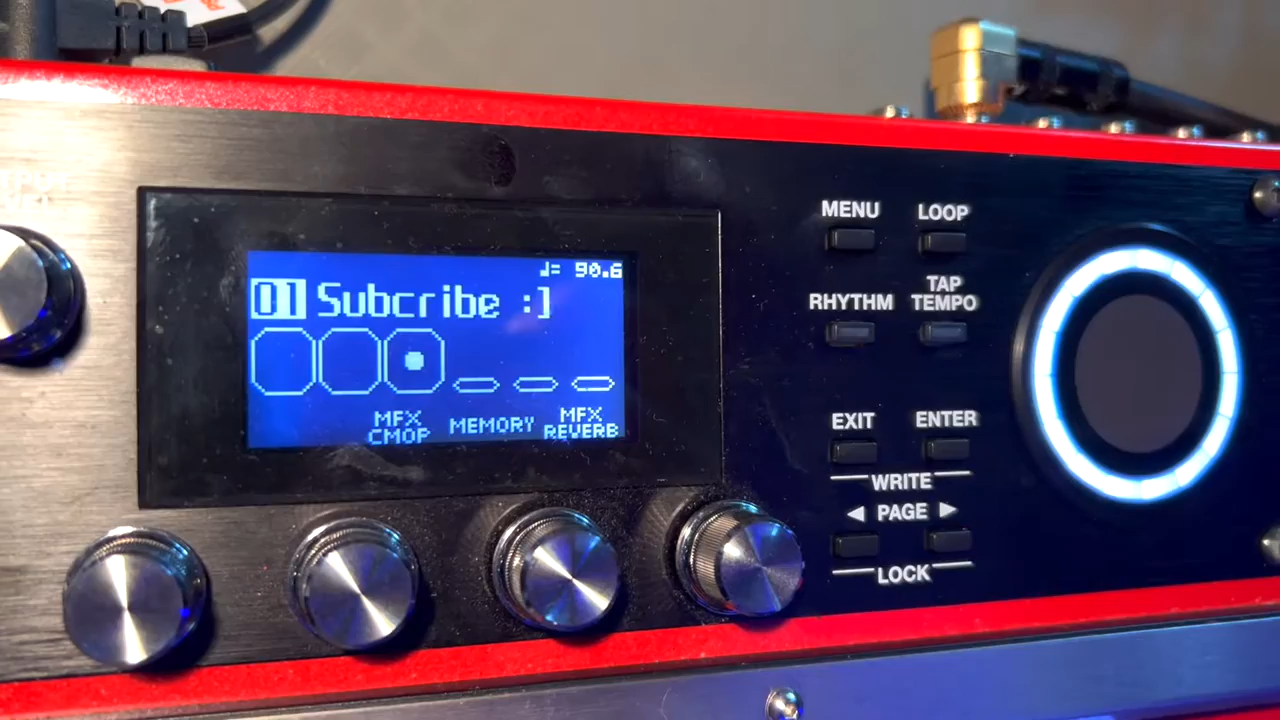 ♩= 90.6
01 Subcribe :]
MFX
CMOP
MEMORY
MFX
REVERB
MENU
LOOP
RHYTHM
TAP
TEMPO
EXIT
ENTER
WRITE
◀ PAGE ▶
LOCK